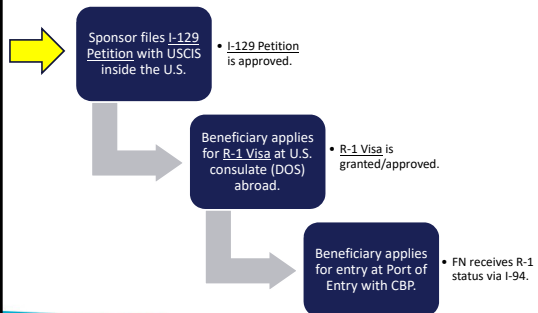 Sponsor files I-129
Petition with USCIS
inside the U.S.
• I-129 Petition
is approved.
Beneficiary applies
for R-1 Visa at U.S.
consulate (DOS)
abroad.
• R-1 Visa is
granted/approved.
Beneficiary applies
for entry at Port of
Entry with CBP.
• FN receives R-1
status via I-94.